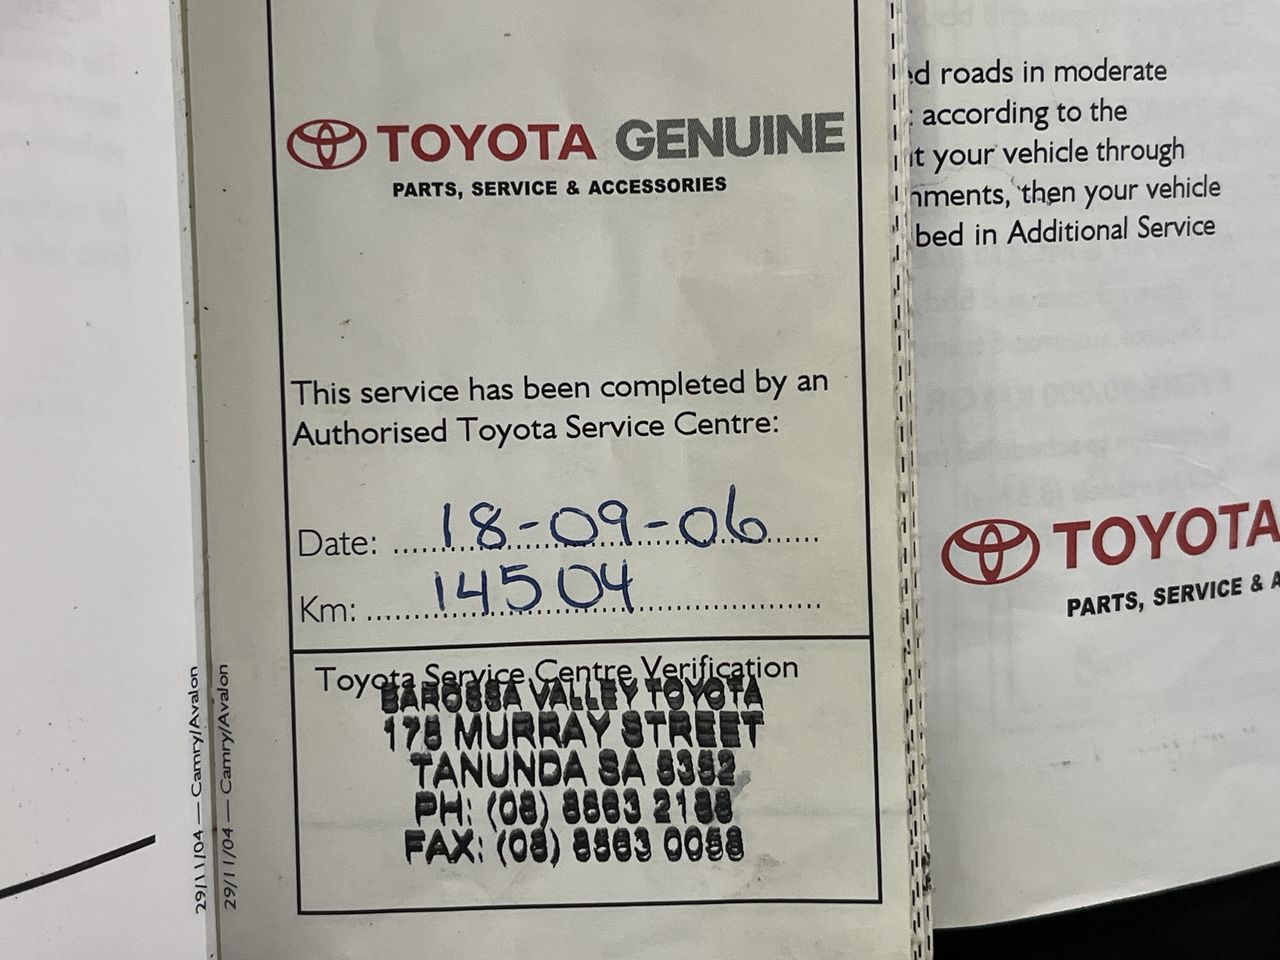 TOYOTA GENUINE
PARTS, SERVICE & ACCESSORIES
This service has been completed by an
Authorised Toyota Service Centre:
Date: 18-09-06
Km: 14504
Toyota Service Centre Verification
BAROSSA VALLEY TOYOTA
MURRAY STREET
TANUNDA SA 5352
PH: (08) 8563
FAX: (08) 8563
29/11/04 — Camry/Avalon
29/11/04 — Camry/Avalon
ed roads in moderate
according to the
it your vehicle through
nments, then your vehicle
bed in Additional Service
TOYOTA
PARTS, SERVICE & A